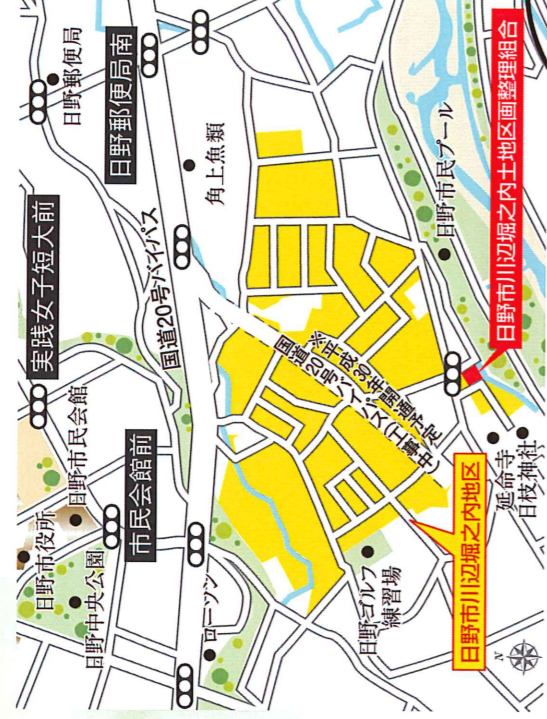 日野市役所
日野中央公園
日野市民会館
実践女子短大前
市民会館前
ローソン
国道20号バイパス
日野郵便局
日野郵便局南
角上魚類
国道20号バイパス(工事中)
※平成30年開通予定
日野ゴルフ
練習場
日野市川辺堀之内地区
延命寺
日枝神社
日野市民プール
日野市川辺堀之内土地区画整理組合
N